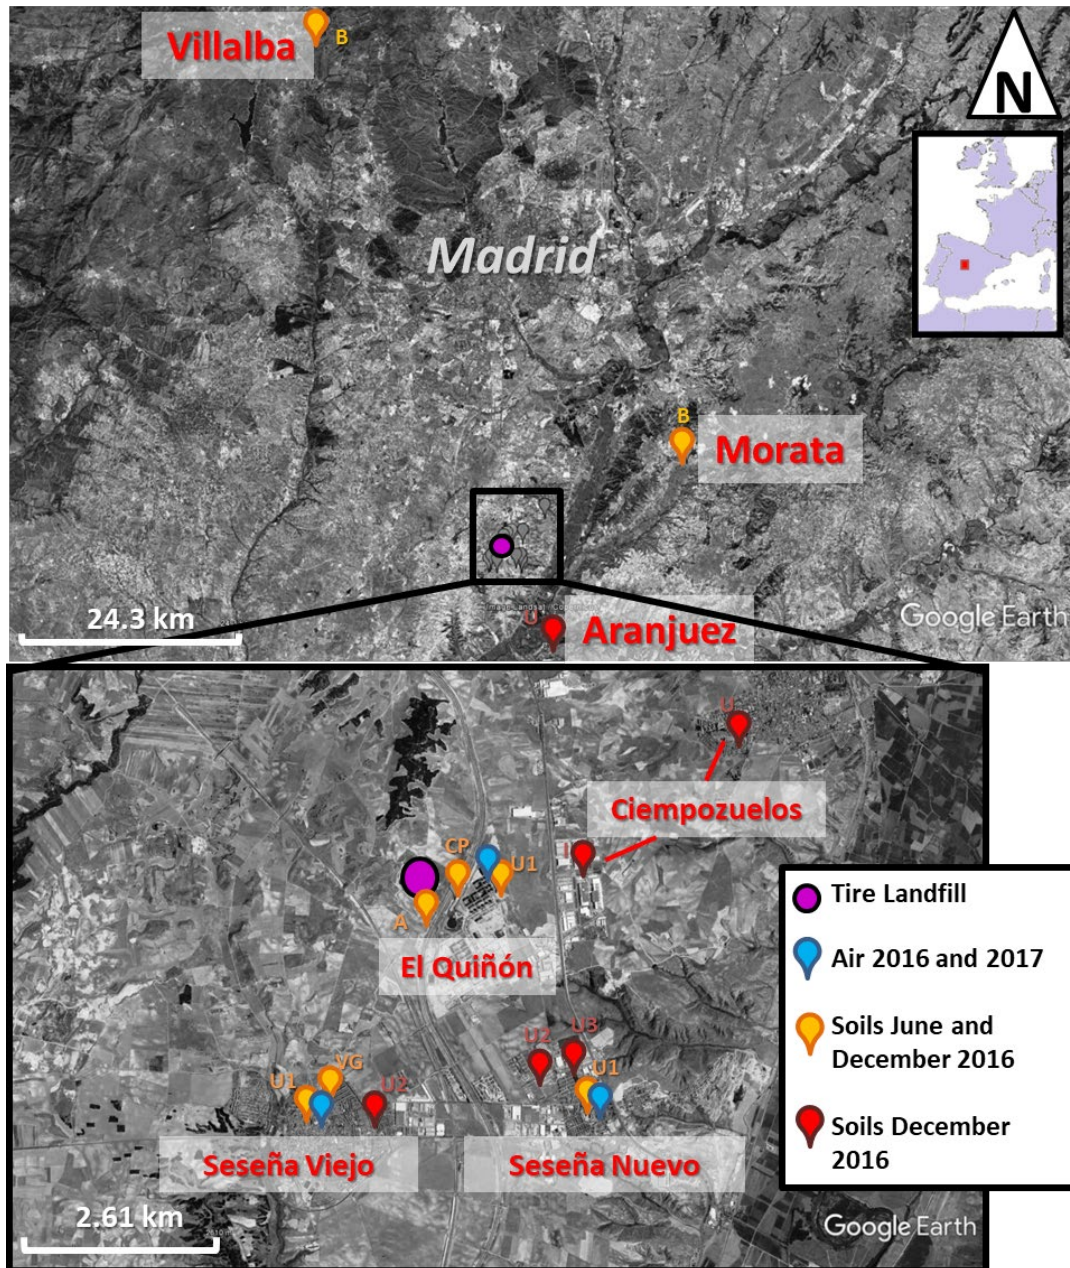 Villalba
B
N
Madrid
B
Morata
24.3 km
U
Aranjuez
Google Earth
U
Ciempozuelos
CP
U1
I
A
El Quiñón
U2
U3
U1
VG
U1
U2
Seseña Viejo
Seseña Nuevo
2.61 km
Google Earth
Tire Landfill
Air 2016 and 2017
Soils June and
December 2016
Soils December
2016